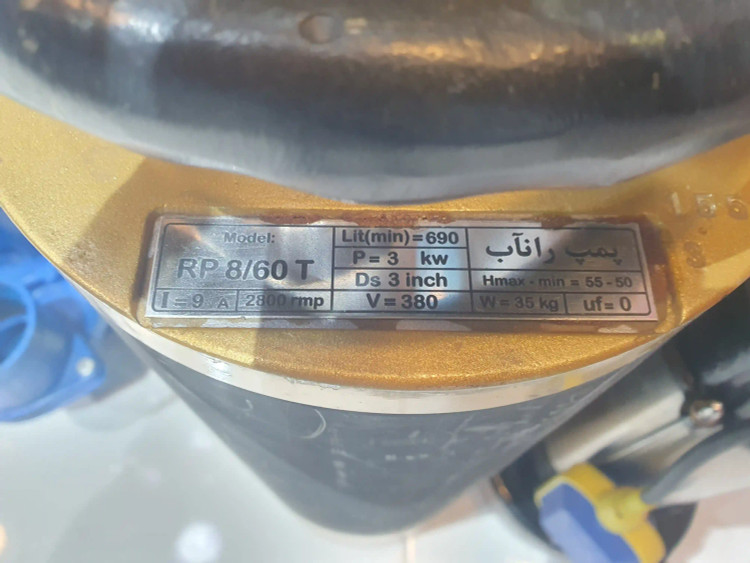 Model:
RP 8/60 T
I=9 A
2800 rmp
Lit(min)=690
P= 3 kw
Ds 3 inch
V= 380
پمپ رانآب
Hmax - min = 55 - 50
W= 35 kg
uf= 0